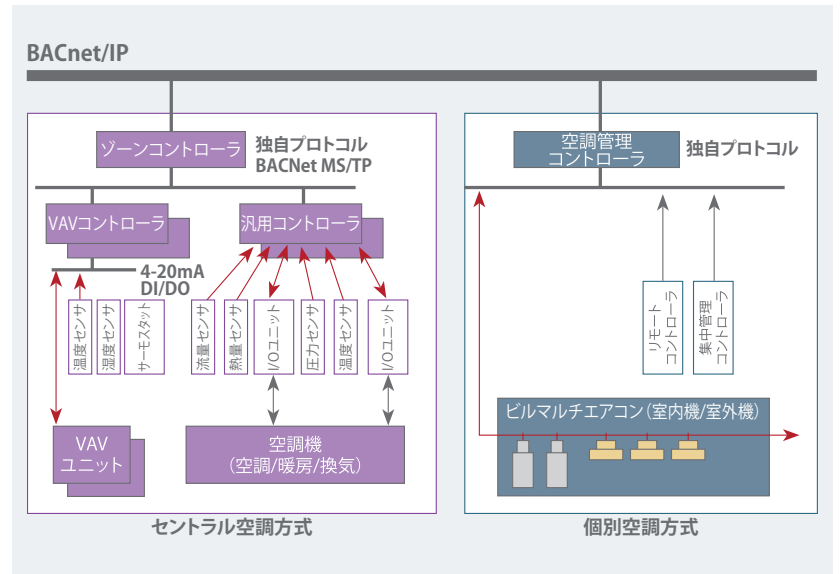 BACnet/IP
ゾーンコントローラ
独自プロトコル
BACNet MS/TP
VAVコントローラ
汎用コントローラ
4-20mA
DI/DO
温度センサ
湿度センサ
サーモスタット
流量センサ
熱量センサ
I/Oユニット
圧力センサ
温度センサ
I/Oユニット
VAV
ユニット
空調機
(空調/暖房/換気)
セントラル空調方式
空調管理
コントローラ
独自プロトコル
リモート
コントローラ
集中管理
コントローラ
ビルマルチエアコン(室内機/室外機)
個別空調方式